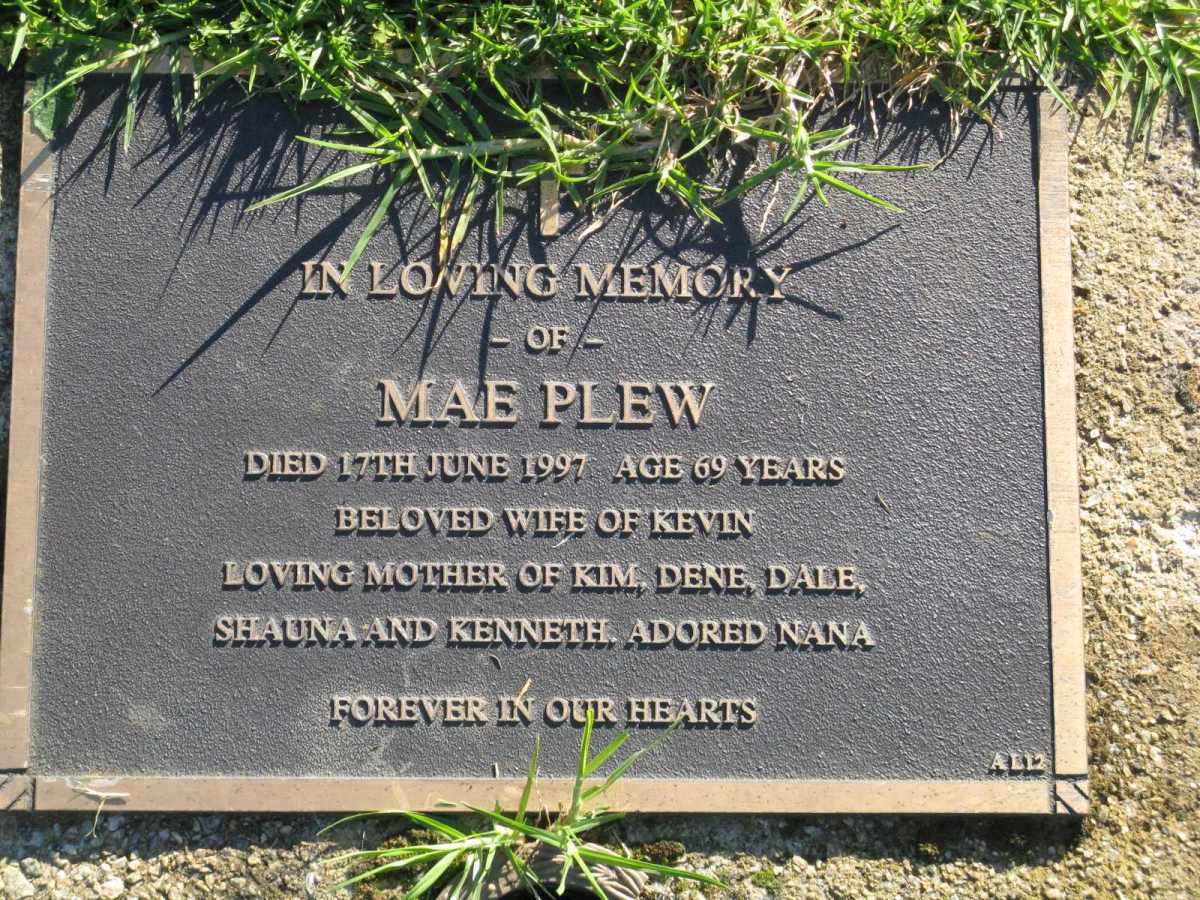 IN LOVING MEMORY
– OF –
MAE PLEW
DIED 17TH JUNE 1997 AGE 69 YEARS
BELOVED WIFE OF KEVIN
LOVING MOTHER OF KIM, DENE, DALE,
SHAUNA AND KENNETH. ADORED NANA
FOREVER IN OUR HEARTS